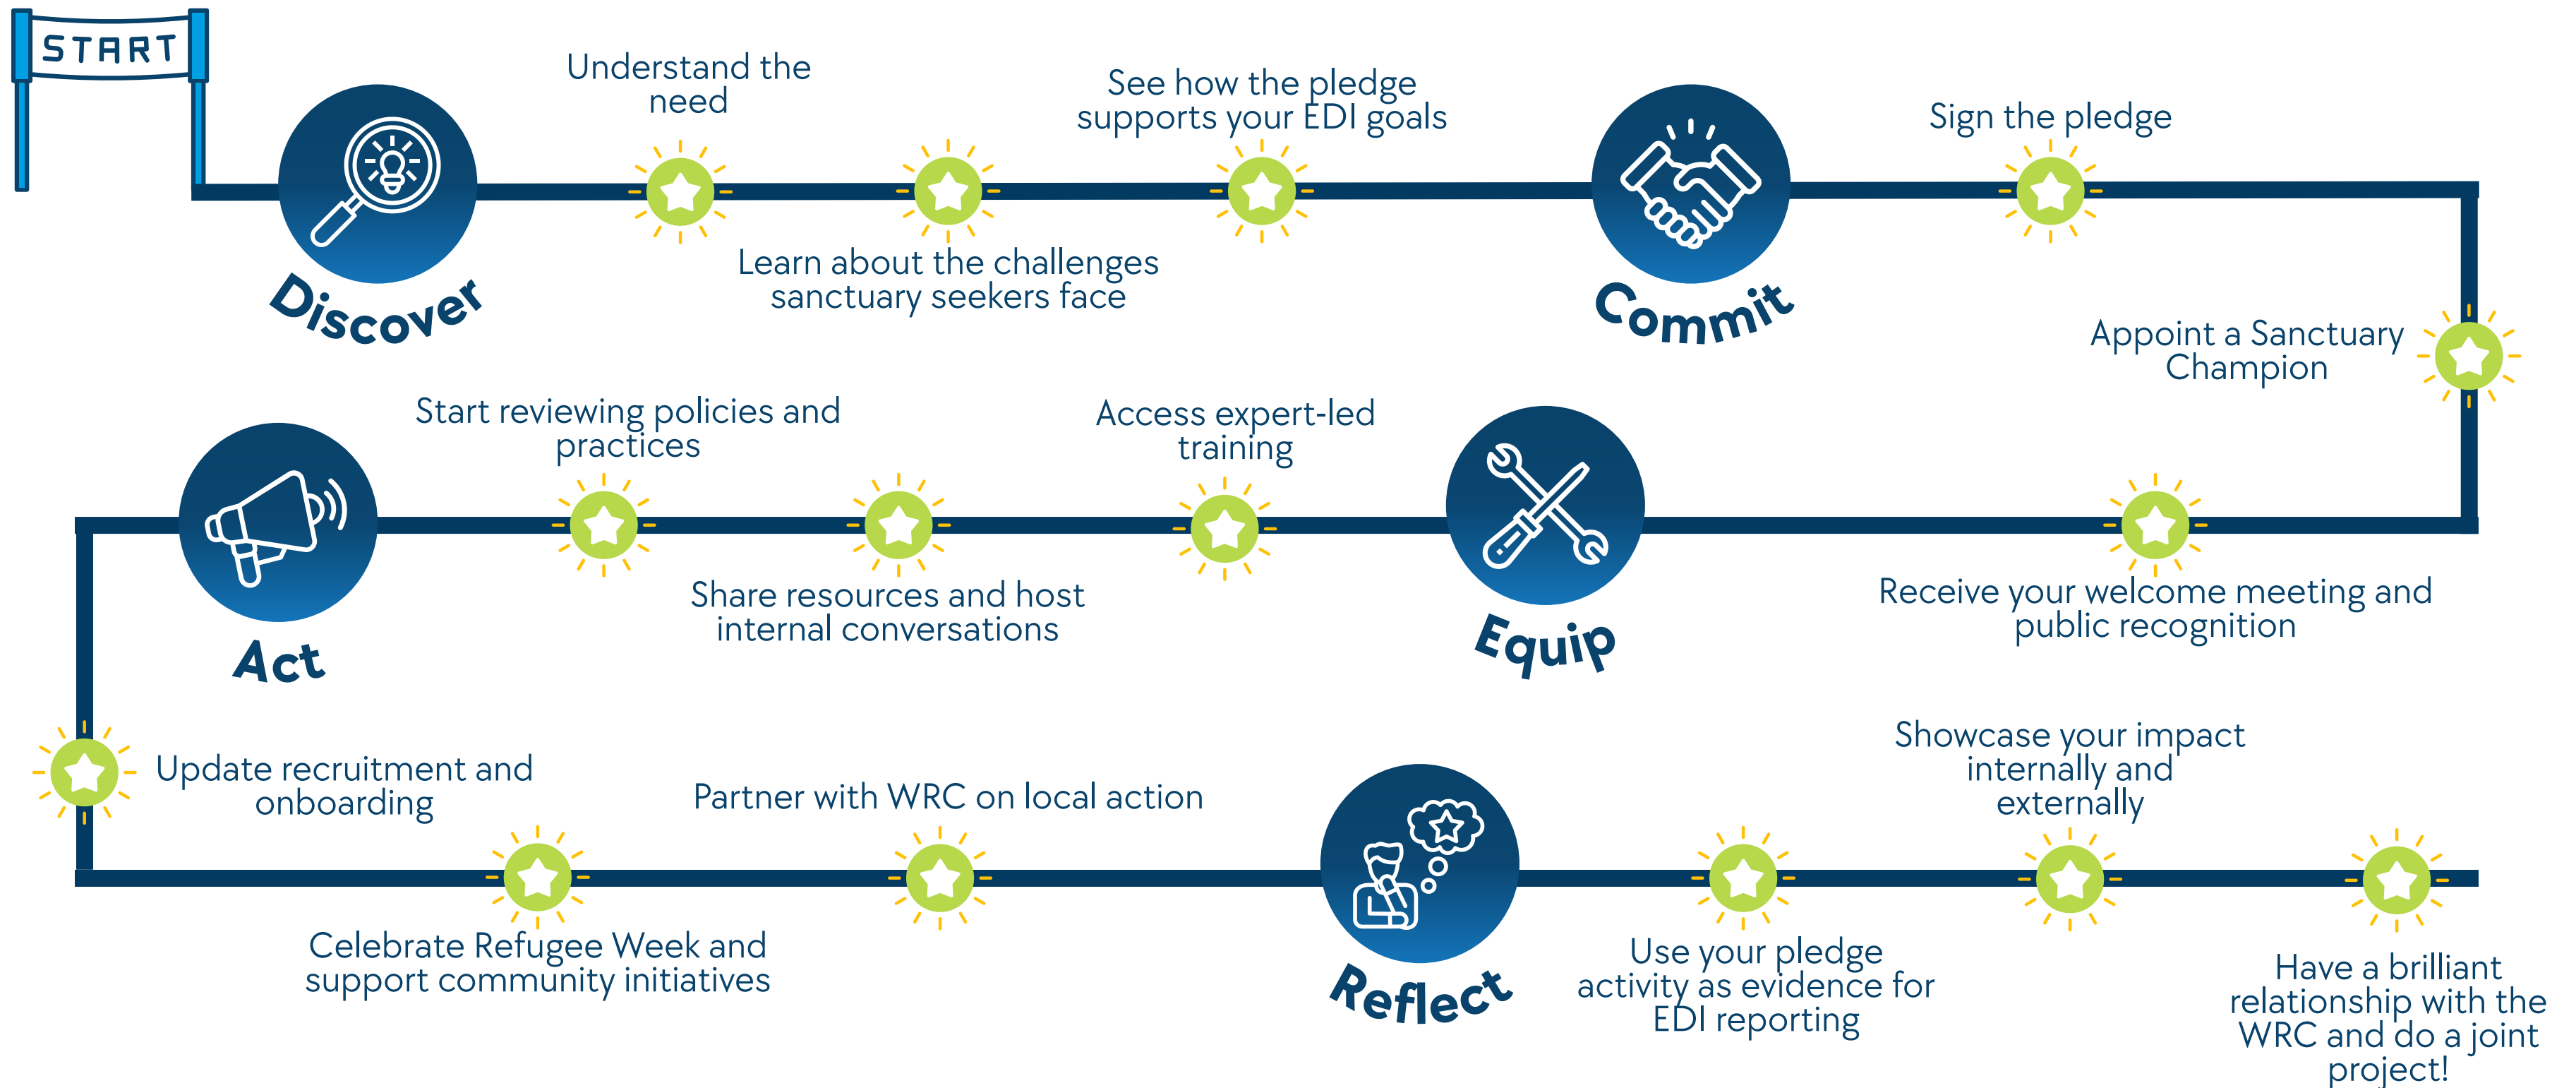 START
Understand the
need
See how the pledge
supports your EDI goals
Sign the pledge
Learn about the challenges
sanctuary seekers face
Discover
Commit
Appoint a Sanctuary
Champion
Start reviewing policies and
practices
Access expert-led
training
Share resources and host
internal conversations
Receive your welcome meeting and
public recognition
Act
Equip
Update recruitment and
onboarding
Partner with WRC on local action
Showcase your impact
internally and
externally
Celebrate Refugee Week and
support community initiatives
Reflect
Use your pledge
activity as evidence for
EDI reporting
Have a brilliant
relationship with the
WRC and do a joint
project!